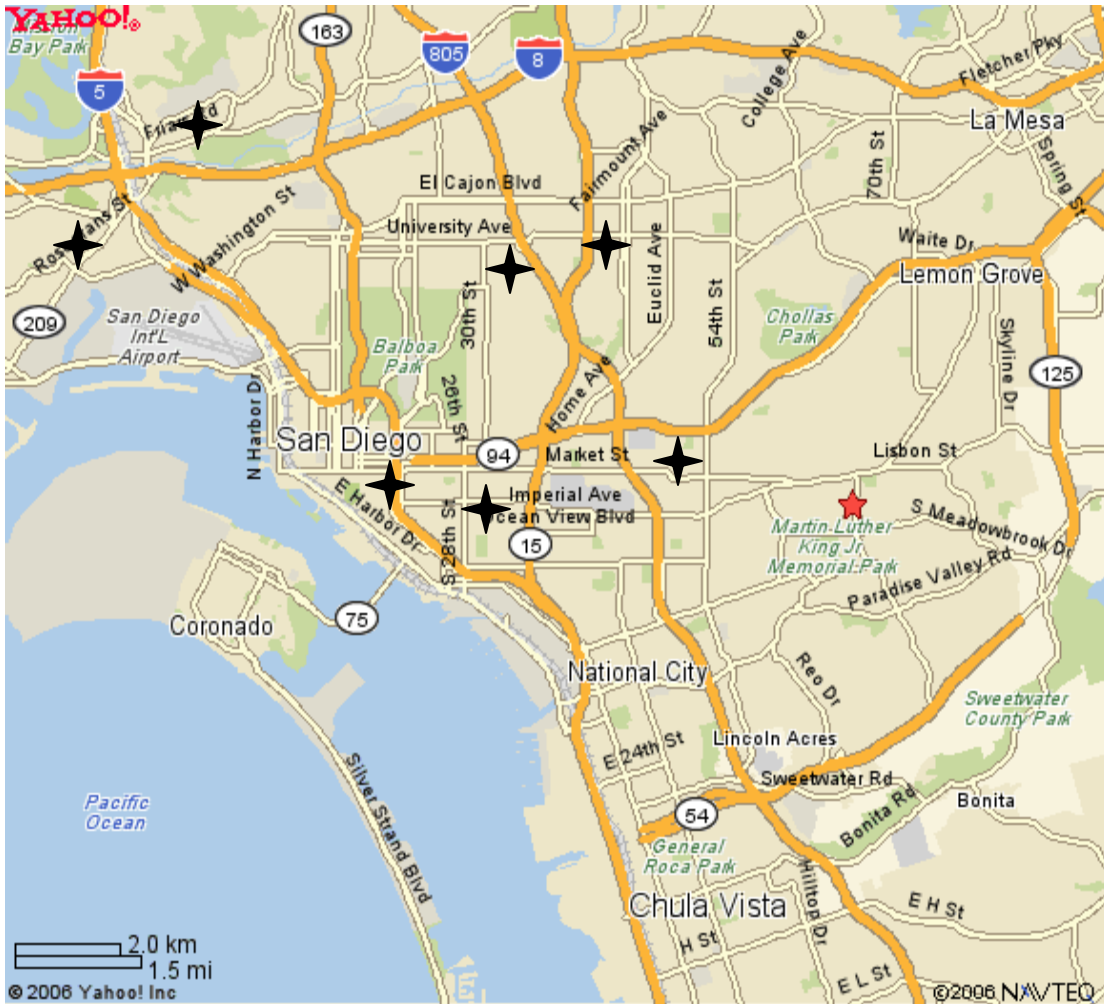 YAHOO!
Mission
Bay Park
163
805
8
5
College Ave
Fletcher Pky
La Mesa
Friars Rd
Fairmount Ave
70th St
Spring St
El Cajon Blvd
Rosecrans St
W Washington St
University Ave
Euclid Ave
Waite Dr
Lemon Grove
209
San Diego
Int'L
Airport
30th St
54th St
Chollas
Park
Skyline Dr
Balboa
Park
125
N Harbor Dr
26th St
Home Ave
San Diego
94
Market St
Lisbon St
E Harbor Dr
Imperial Ave
Ocean View Blvd
S 28th St
15
S Meadowbrook Dr
Martin Luther
King Jr
Memorial Park
Paradise Valley Rd
75
Coronado
National City
Reo Dr
Sweetwater
County Park
E 24th St
Lincoln Acres
Silver Strand Blvd
Sweetwater Rd
Bonita Rd
Bonita
Pacific
Ocean
54
General
Roca Park
Hilltop Dr
Chula Vista
E H St
H St
E L St
2.0 km
1.5 mi
© 2006 Yahoo! Inc
©2006 NAVTEQ